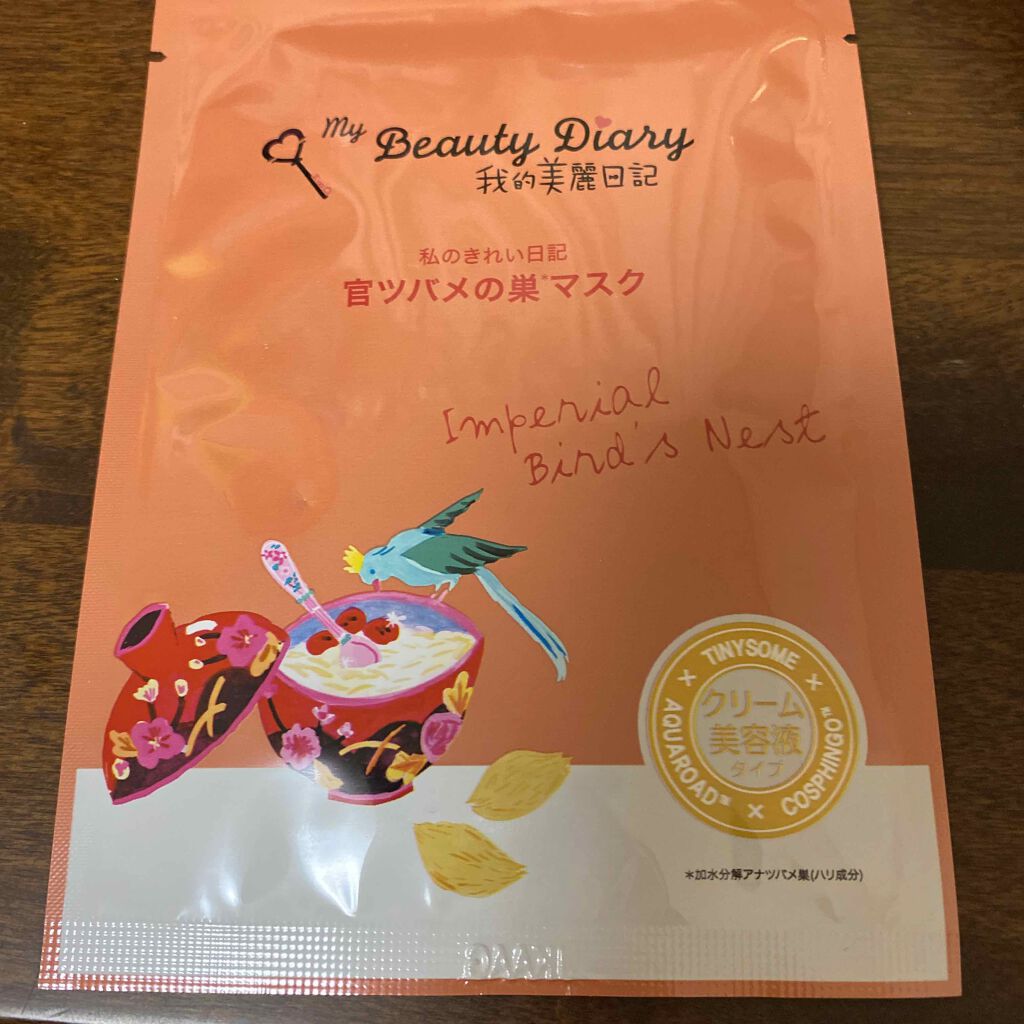 My Beauty Diary
我的美麗日記
私のきれい日記
官ツバメの巣*マスク
Imperial
Bird's Nest
TINYSOME
AQUAROAD
COSPHINGO
クリーム
美容液
タイプ
*加水分解アナツバメ巣(ハリ成分)